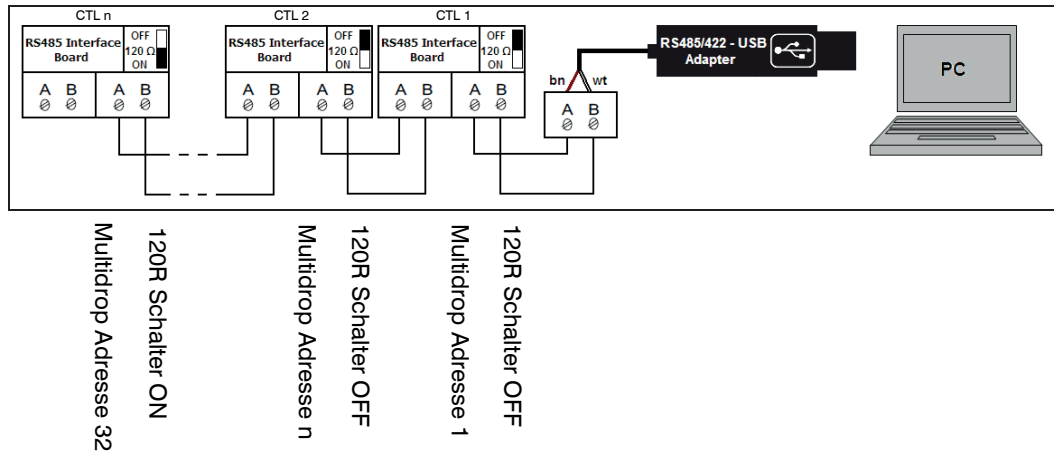 CTL n
RS485 Interface
Board
OFF
120 Ω
ON
A B A B
CTL 2
RS485 Interface
Board
OFF
120 Ω
ON
A B A B
CTL 1
RS485 Interface
Board
OFF
120 Ω
ON
A B A B
bn wt
A B
RS485/422 - USB
Adapter
PC
120R Schalter ON
Multidrop Adresse 32
120R Schalter OFF
Multidrop Adresse n
120R Schalter OFF
Multidrop Adresse 1